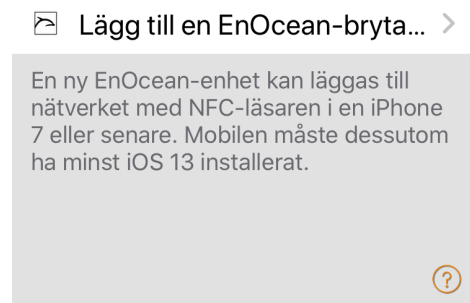 Lägg till en EnOcean-bryta...
En ny EnOcean-enhet kan läggas till
nätverket med NFC-läsaren i en iPhone
7 eller senare. Mobilen måste dessutom
ha minst iOS 13 installerat.
?